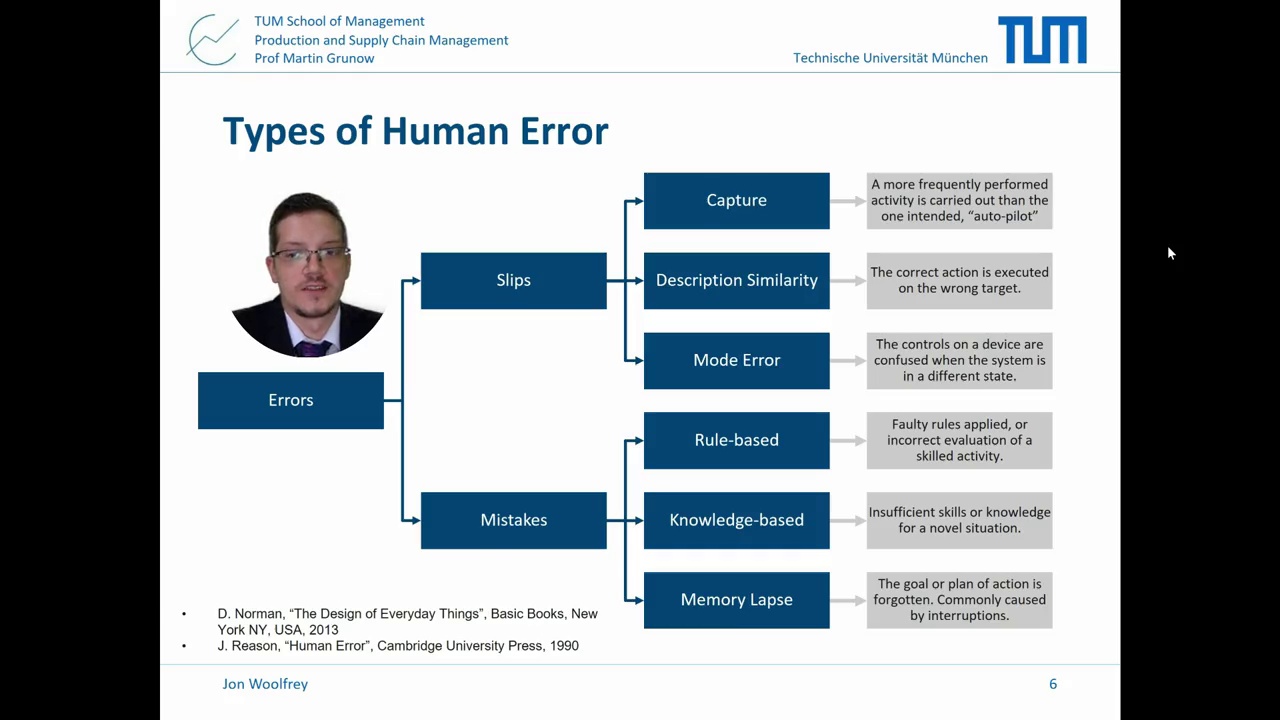 TUM School of Management
Production and Supply Chain Management
Prof Martin Grunow
Technische Universität München
TUM
Types of Human Error
Errors
Slips
Capture
A more frequently performed
activity is carried out than the
one intended, “auto-pilot”
Description Similarity
The correct action is executed
on the wrong target.
Mode Error
The controls on a device are
confused when the system is
in a different state.
Mistakes
Rule-based
Faulty rules applied, or
incorrect evaluation of a
skilled activity.
Knowledge-based
Insufficient skills or knowledge
for a novel situation.
Memory Lapse
The goal or plan of action is
forgotten. Commonly caused
by interruptions.
• D. Norman, “The Design of Everyday Things”, Basic Books, New
York NY, USA, 2013
• J. Reason, “Human Error”, Cambridge University Press, 1990
Jon Woolfrey
6